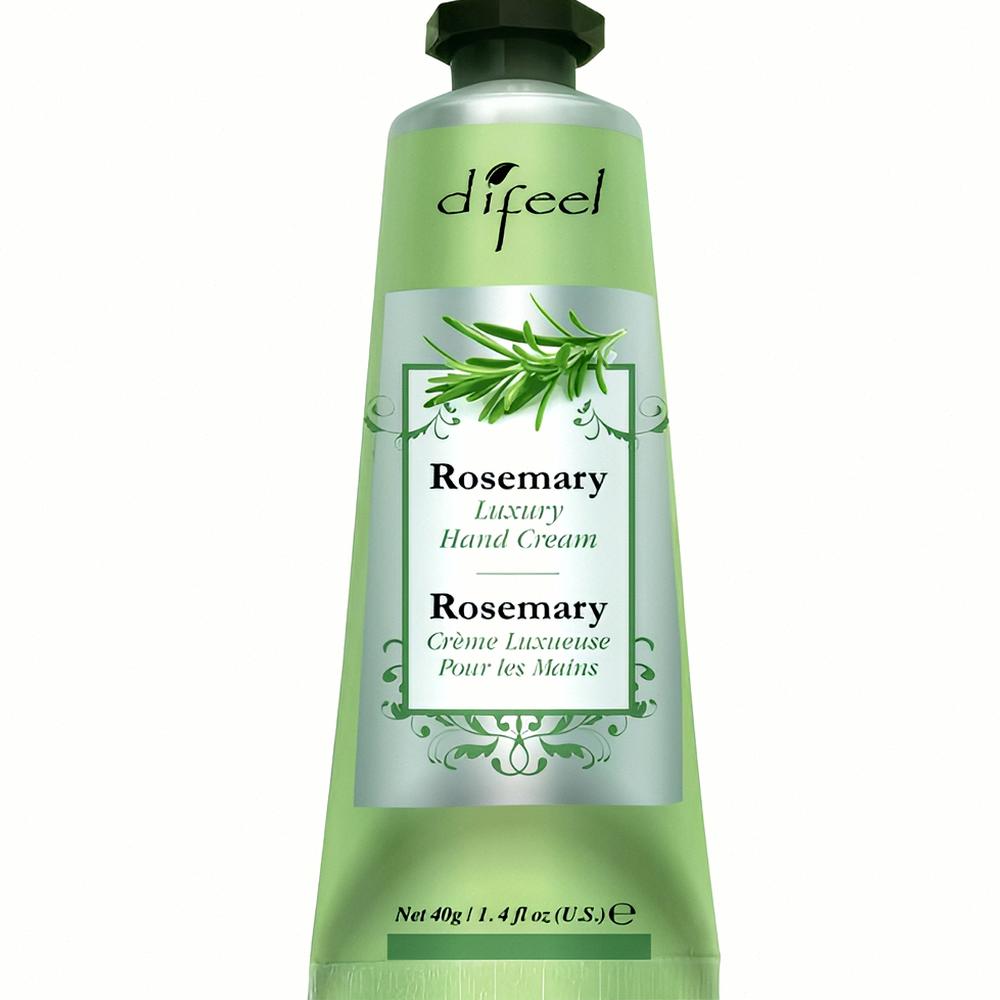 difeel
Rosemary
Luxury
Hand Cream
Rosemary
Crème Luxueuse
Pour les Mains
Net 40g / 1.4 fl oz (U.S.) ℮